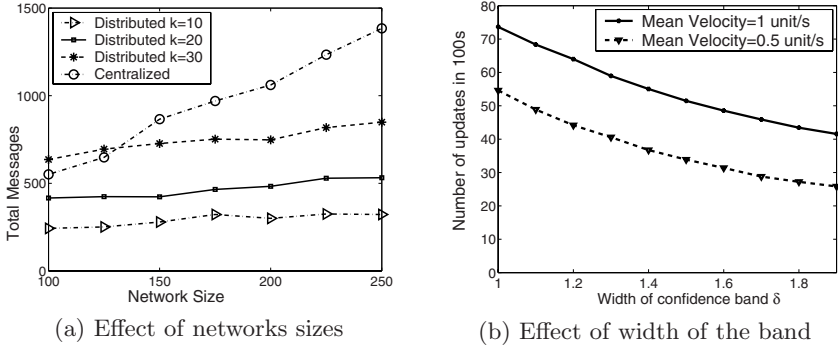 1500
1000
500
0
Total Messages
Distributed k=10
Distributed k=20
Distributed k=30
Centralized
100
150
200
250
Network Size
(a) Effect of networks sizes
80
70
60
50
40
30
20
10
0
Number of updates in 100s
Mean Velocity=1 unit/s
Mean Velocity=0.5 unit/s
1
1.2
1.4
1.6
1.8
Width of confidence band δ
(b) Effect of width of the band